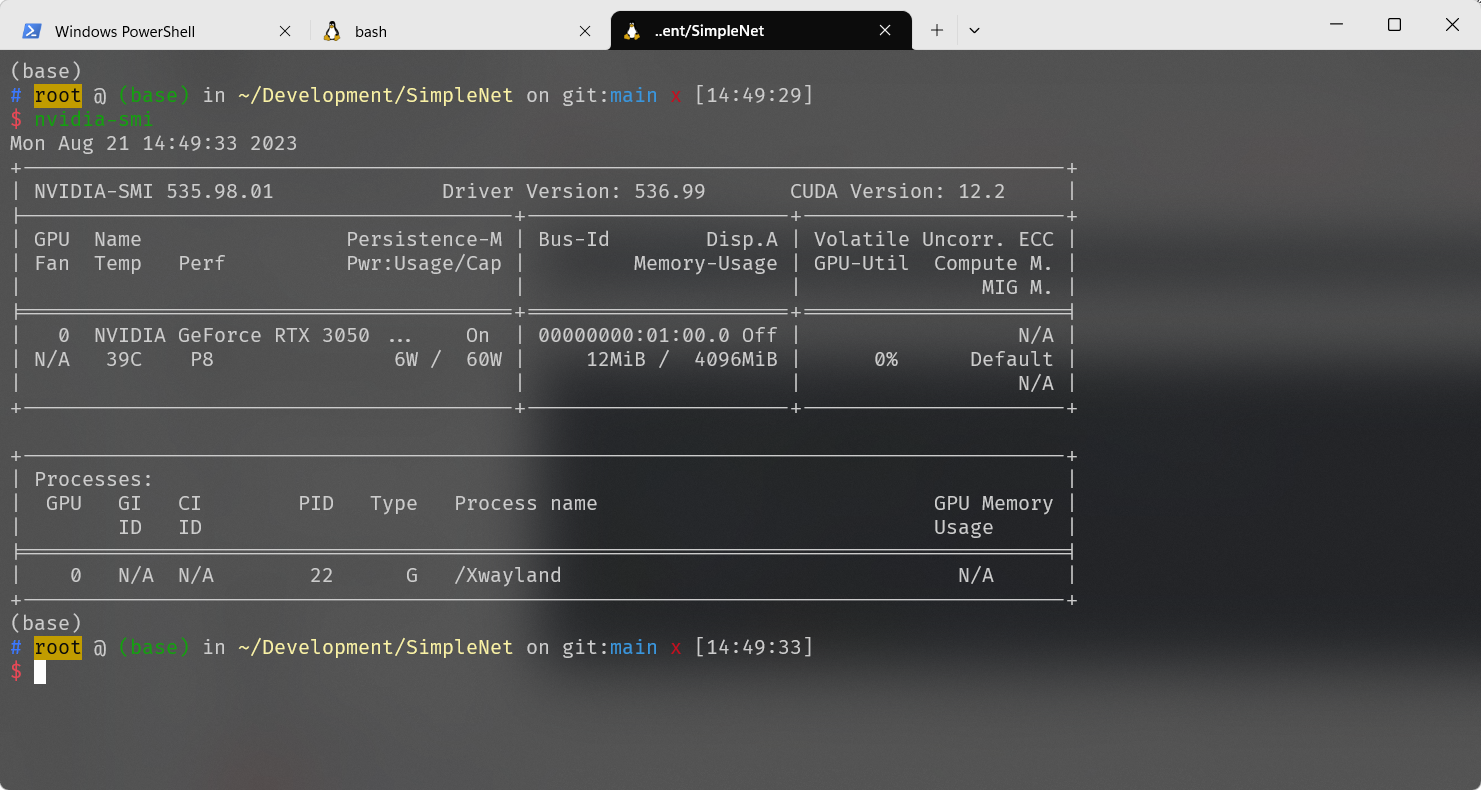 Windows PowerShell
bash
..ent/SimpleNet
(base)
# root @ (base) in ~/Development/SimpleNet on git:main x [14:49:29]
$ nvidia-smi
Mon Aug 21 14:49:33 2023
NVIDIA-SMI 535.98.01 Driver Version: 536.99 CUDA Version: 12.2
GPU Name Persistence-M | Bus-Id Disp.A | Volatile Uncorr. ECC
Fan Temp Perf Pwr:Usage/Cap | Memory-Usage | GPU-Util Compute M.
MIG M.
0 NVIDIA GeForce RTX 3050 ... On | 00000000:01:00.0 Off | N/A
N/A 39C P8 6W / 60W | 12MiB / 4096MiB | 0% Default
N/A
Processes:
GPU GI CI PID Type Process name GPU Memory
ID ID Usage
0 N/A N/A 22 G /Xwayland N/A
(base)
# root @ (base) in ~/Development/SimpleNet on git:main x [14:49:33]
$